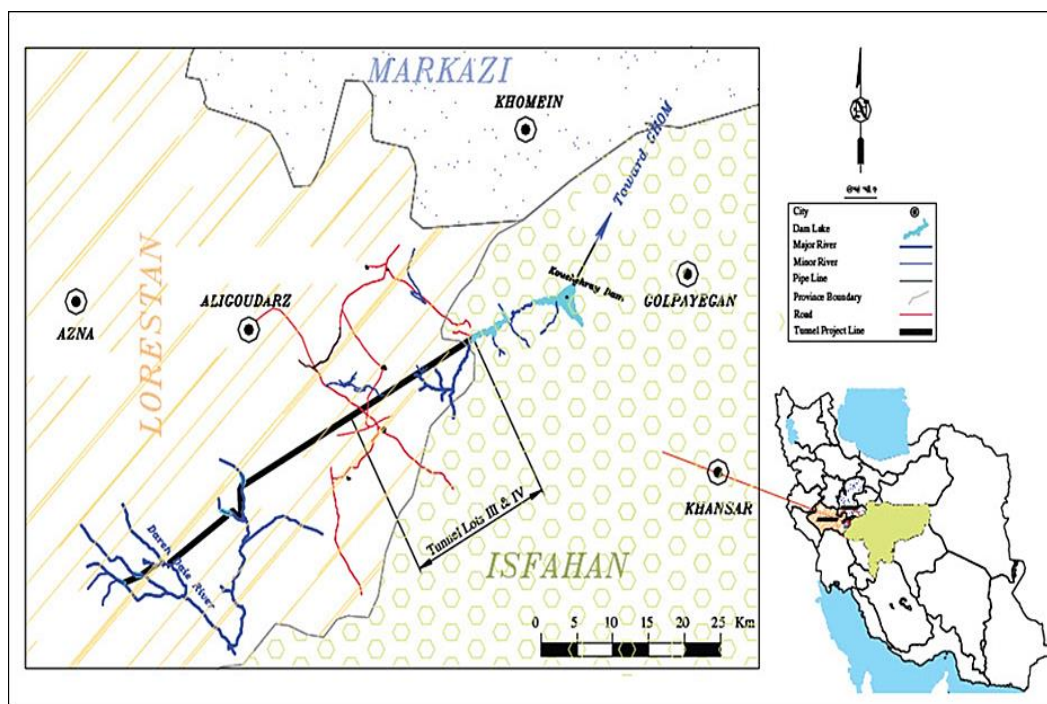 MARKAZI
KHOMEIN
Toward GHOM
LORESTAN
AZNA
ALIGOUDARZ
GOLPAYEGAN
Dam
KHANSAR
Tunnel Lots III & IV
ISFAHAN
River
0 5 10 15 20 25 Km
N
City
Dam Lake
Major River
Minor River
Pipe Line
Province Boundary
Road
Tunnel Project Line